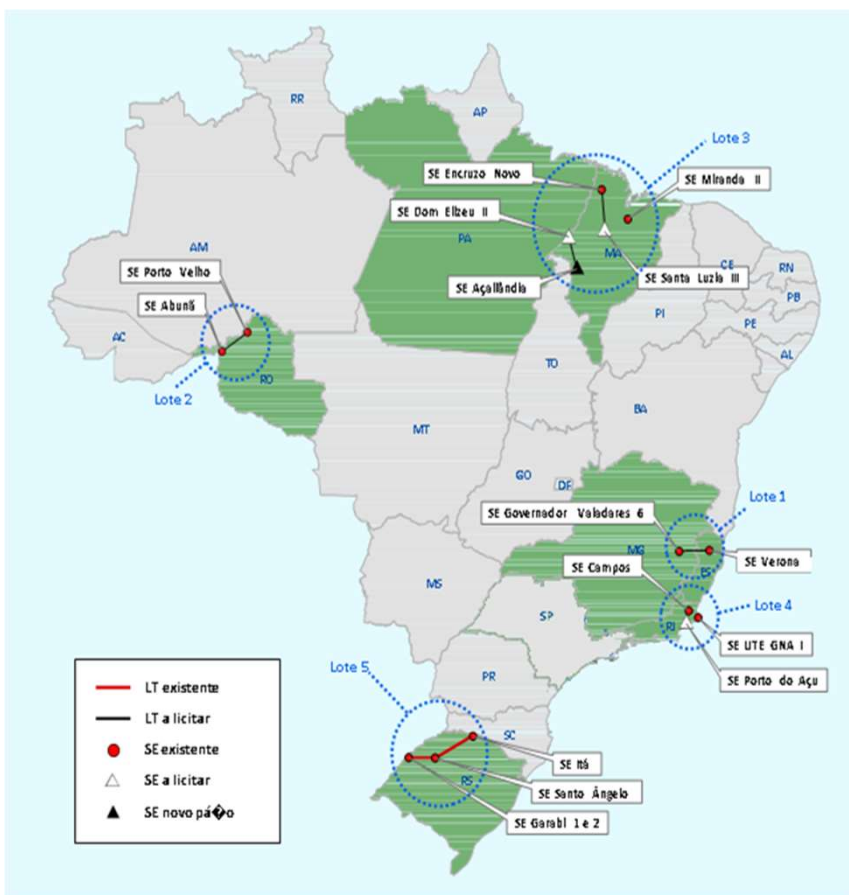 RR
AP
Lote 3
SE Encruzo Novo
SE Miranda II
SE Dom Elizeu II
PA
MA
AM
SE Porto Velho
CE
RN
SE Santa Luzia III
SE Açailândia
PB
SE Abunã
PI
PE
AC
AL
TO
RO
Lote 2
BA
MT
GO
DF
Lote 1
SE Governador Valadares 6
MG
SE Verona
SE Campos
ES
MS
Lote 4
SP
RJ
SE UTE GNA I
Lote 5
PR
SE Porto do Açu
LT existente
LT a licitar
SC
SE existente
SE Itá
SE a licitar
RS
SE Santo Ângelo
SE novo pá�o
SE Garabi 1 e 2